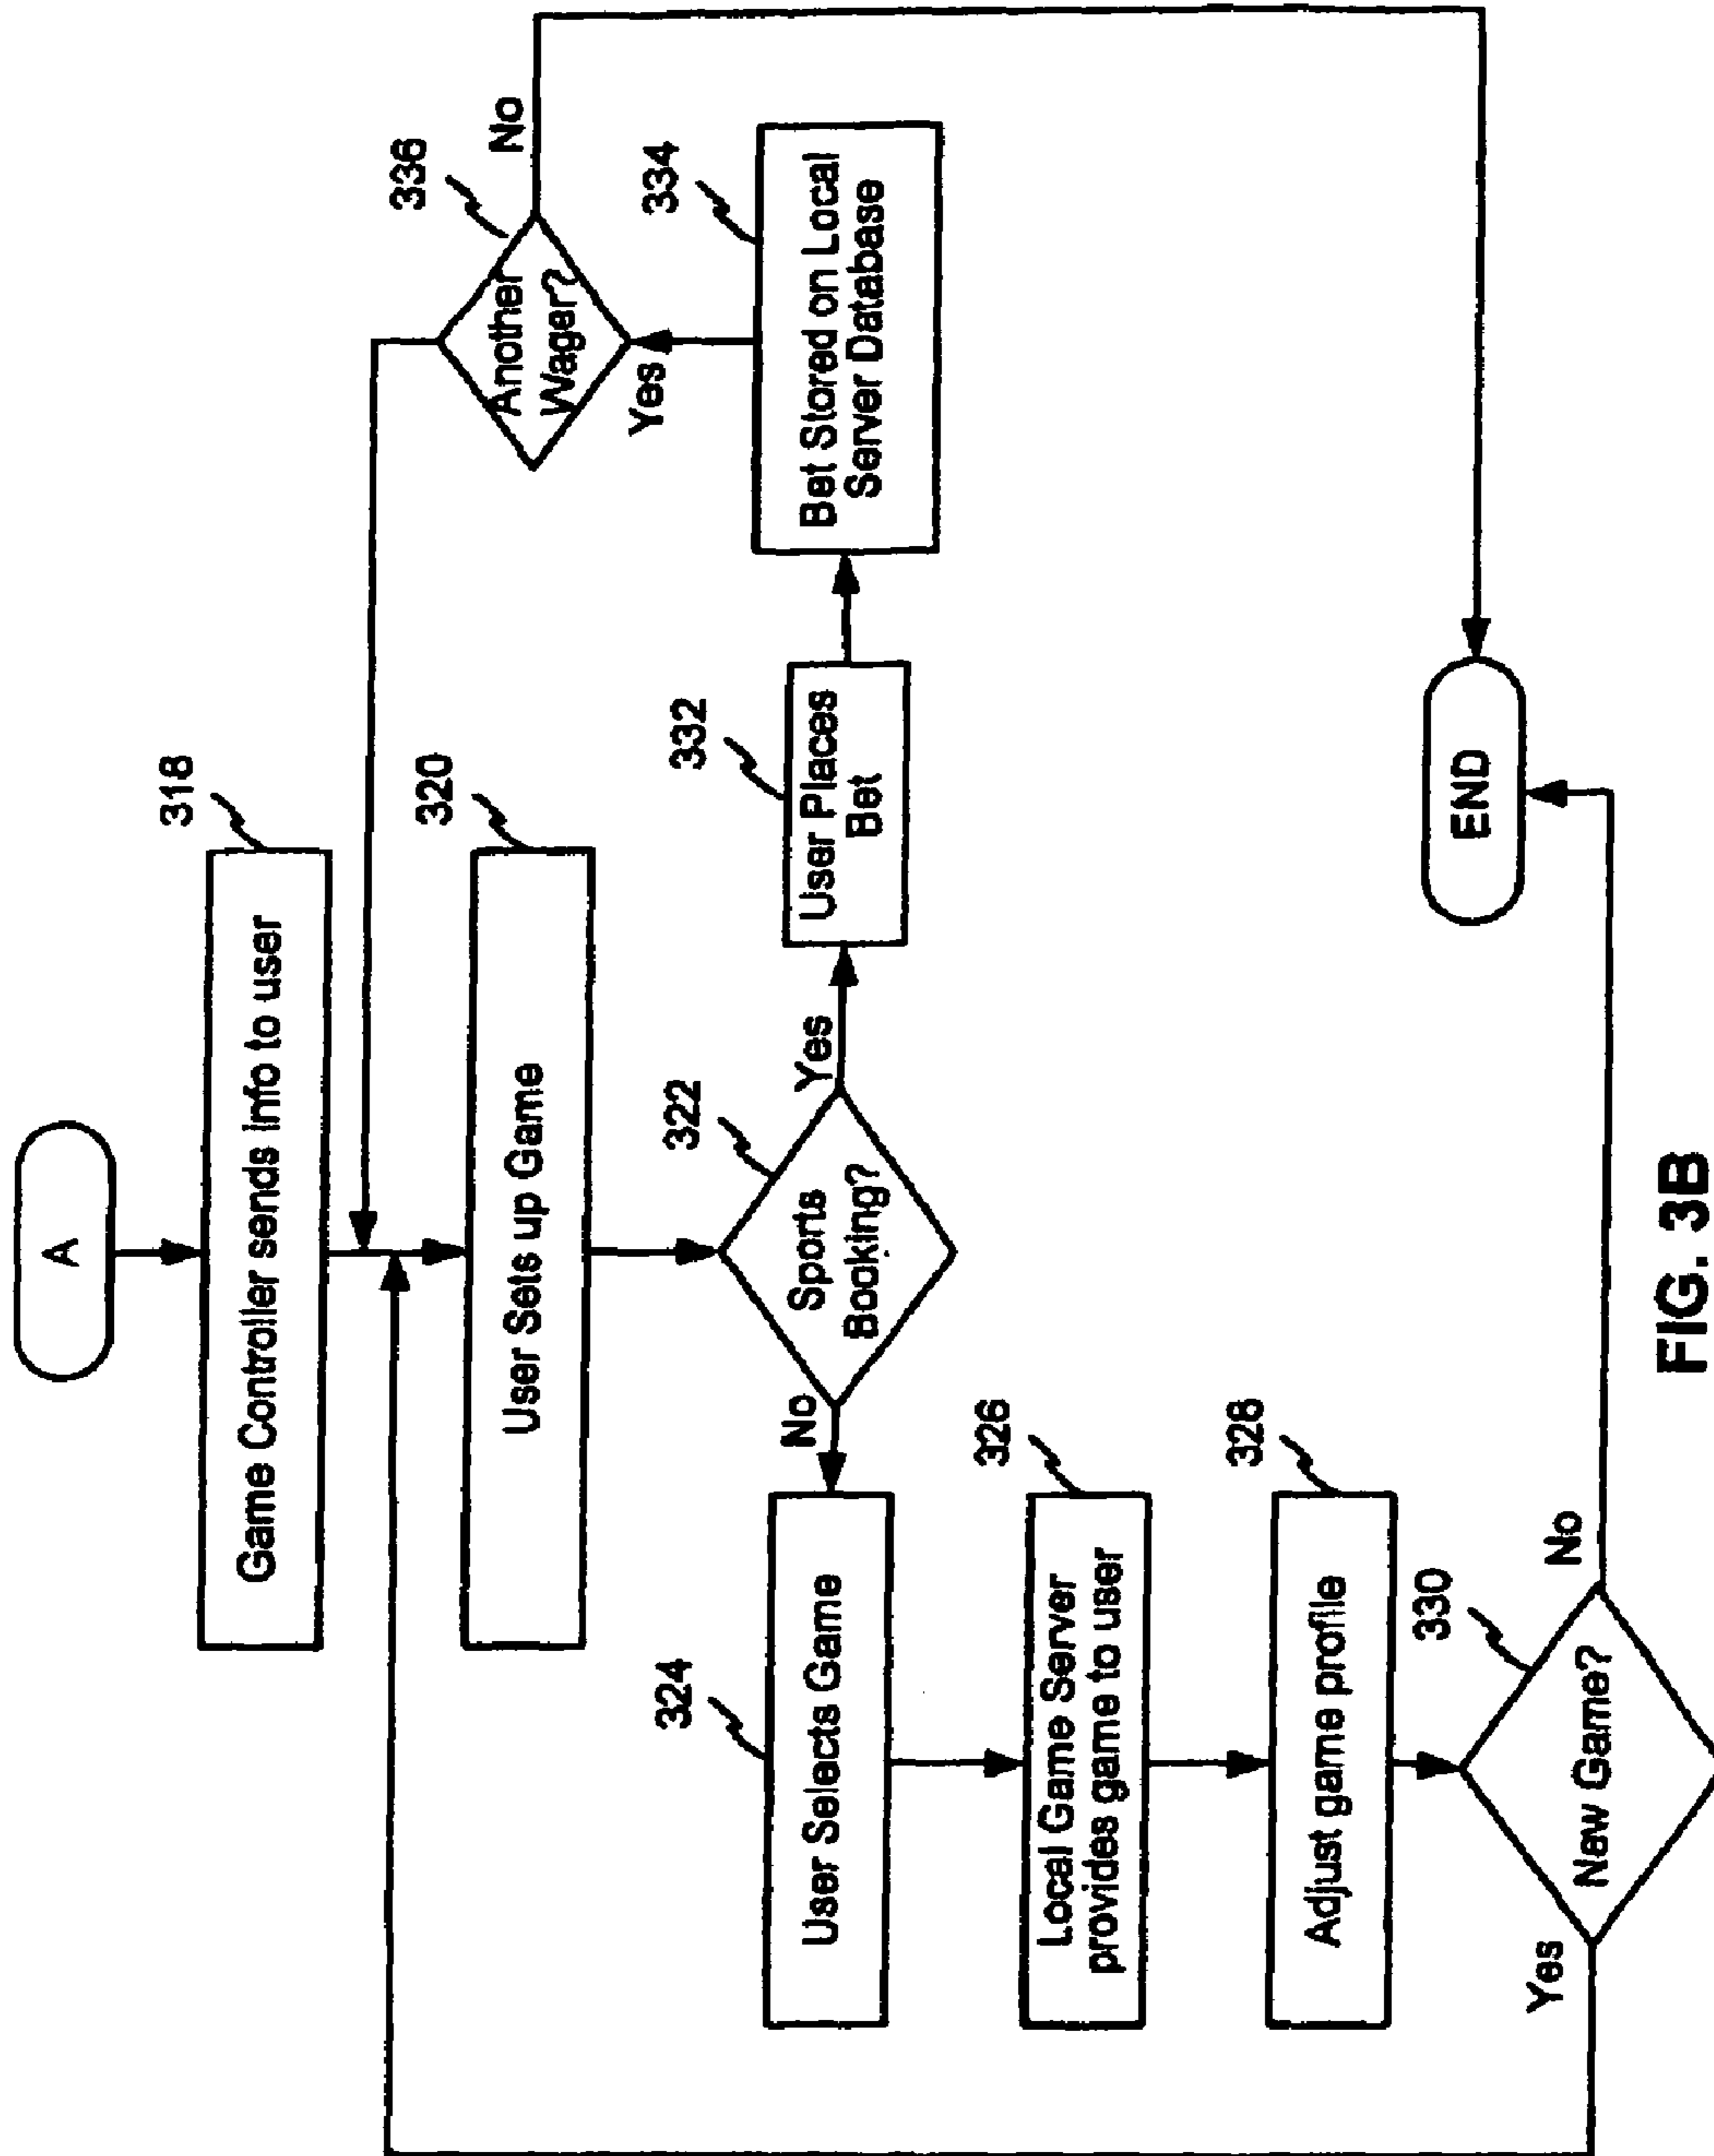 A
318
Game Controller sends info to user
320
User Sets up Game
322
Sports
Booking?
No
Yes
324
User Selects Game
326
Local Game Server
provides game to user
328
Adjust game profile
330
New Game?
Yes
No
332
User Places
Bet
334
Bet Stored on Local
Server Database
336
Another
Wager?
Yes
No
END
FIG. 3B